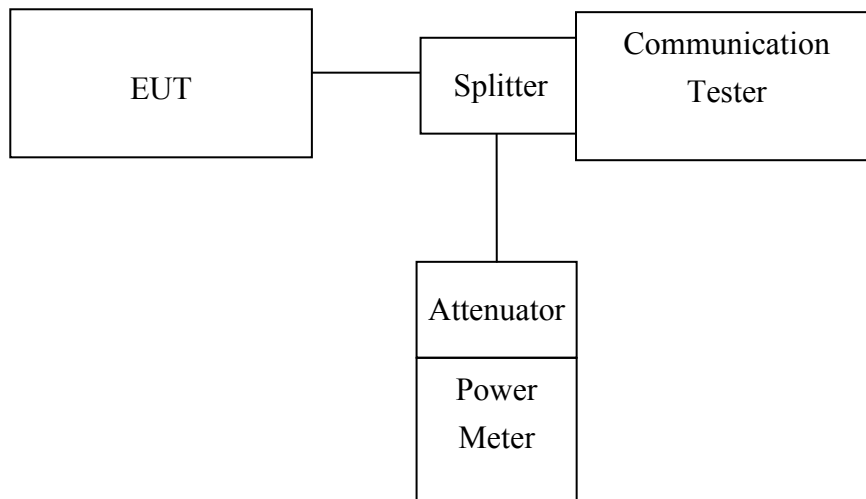 EUT
Splitter
Communication
Tester
Attenuator
Power
Meter